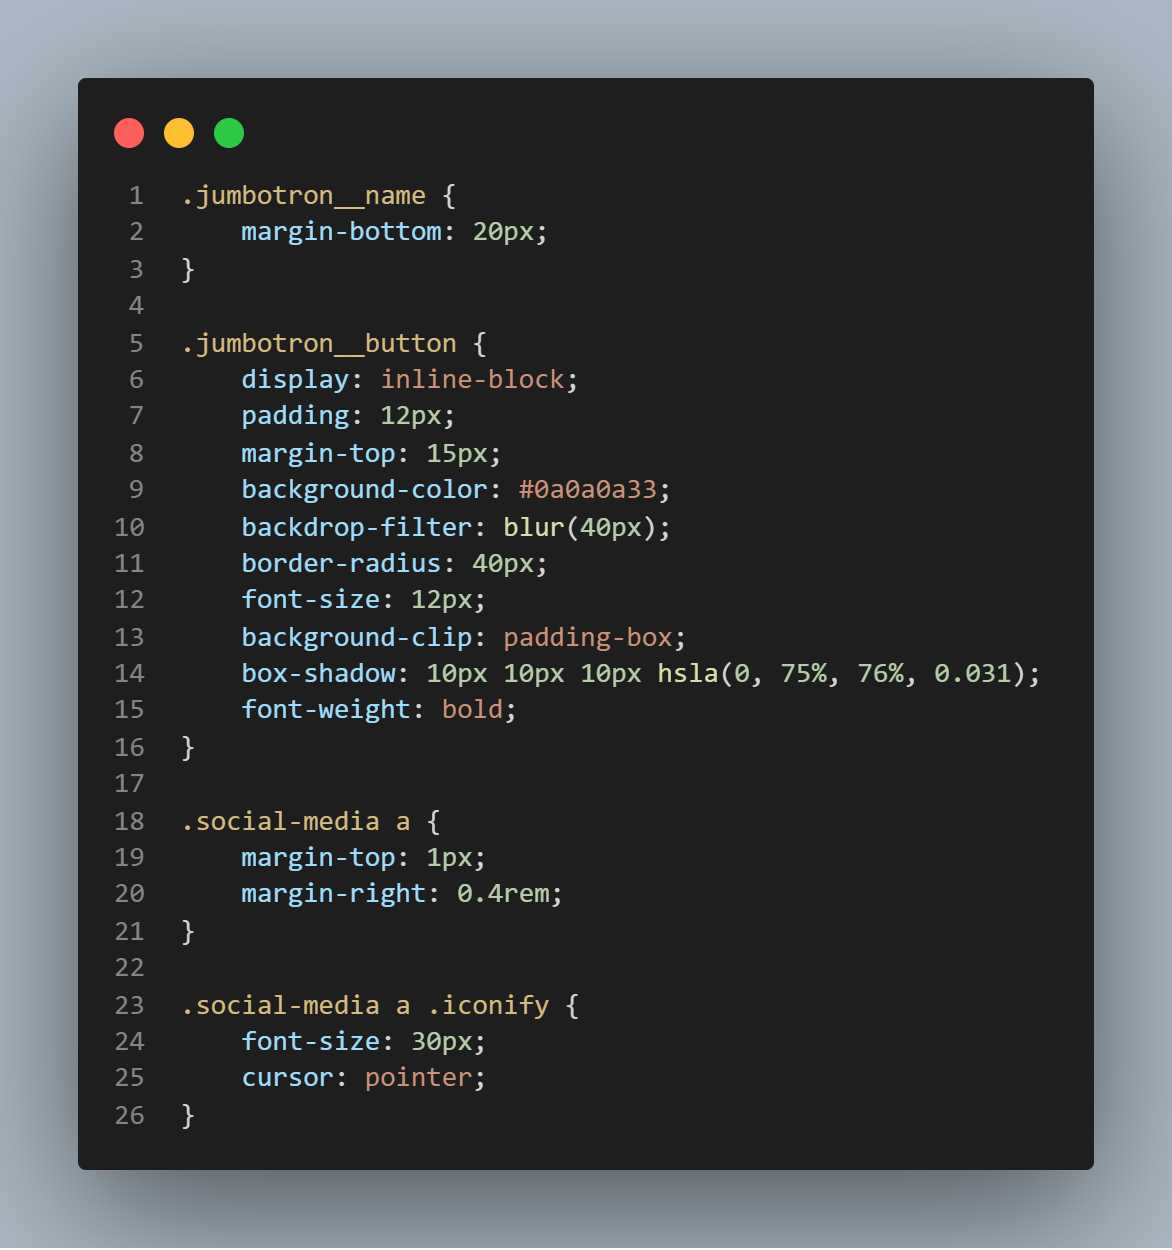 1 .jumbotron__name {
2     margin-bottom: 20px;
3 }
4
5 .jumbotron__button {
6     display: inline-block;
7     padding: 12px;
8     margin-top: 15px;
9     background-color: #0a0a0a33;
10     backdrop-filter: blur(40px);
11     border-radius: 40px;
12     font-size: 12px;
13     background-clip: padding-box;
14     box-shadow: 10px 10px 10px hsla(0, 75%, 76%, 0.031);
15     font-weight: bold;
16 }
17
18 .social-media a {
19     margin-top: 1px;
20     margin-right: 0.4rem;
21 }
22
23 .social-media a .iconify {
24     font-size: 30px;
25     cursor: pointer;
26 }